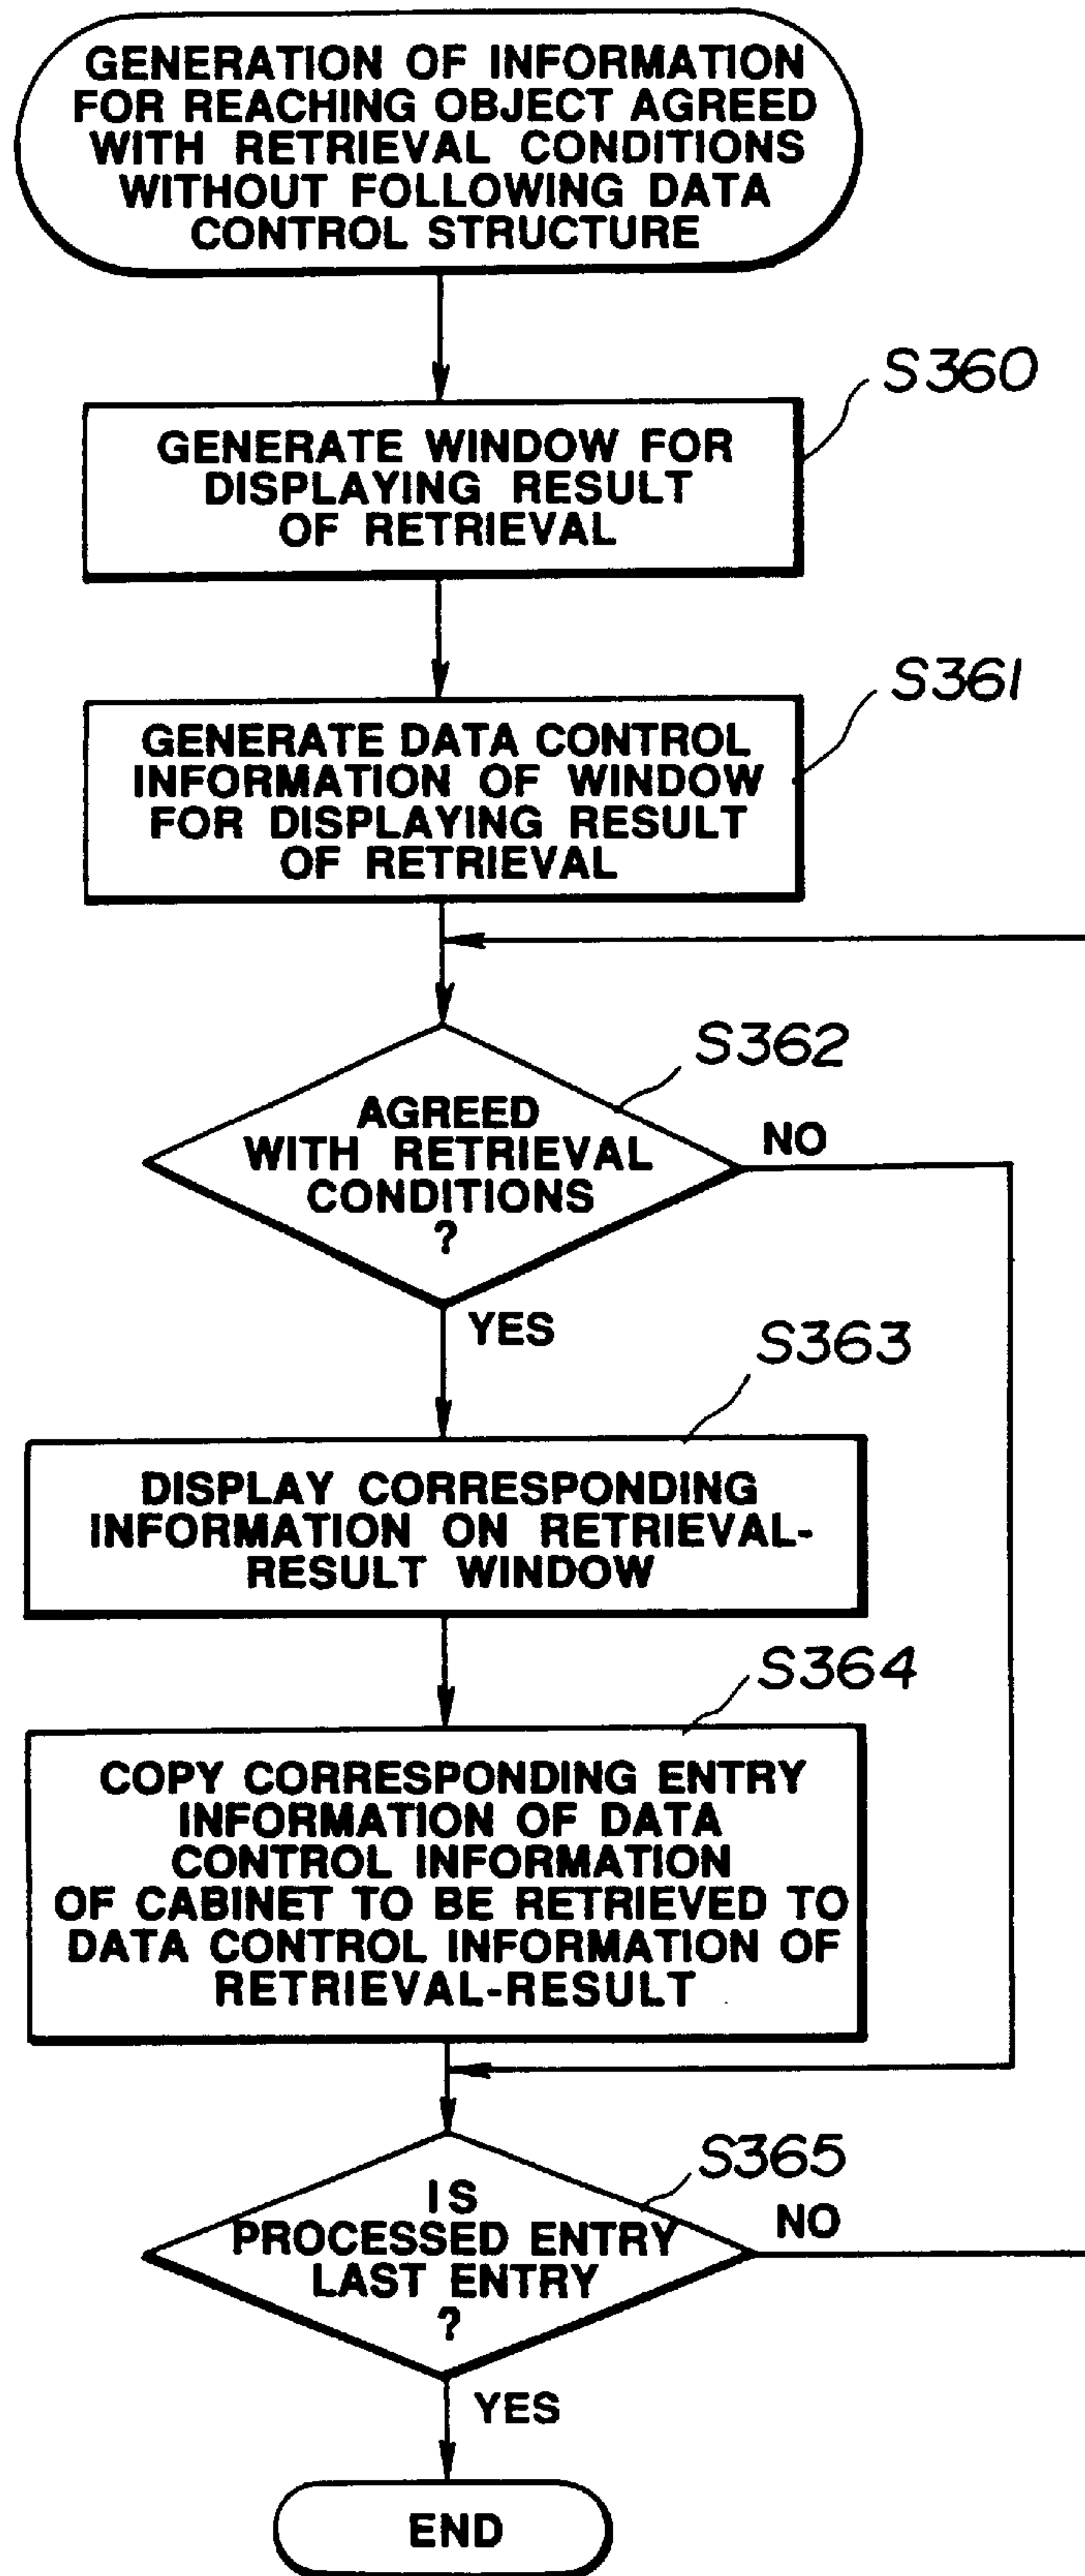 GENERATION OF INFORMATION
FOR REACHING OBJECT AGREED
WITH RETRIEVAL CONDITIONS
WITHOUT FOLLOWING DATA
CONTROL STRUCTURE
S360
GENERATE WINDOW FOR
DISPLAYING RESULT
OF RETRIEVAL
S361
GENERATE DATA CONTROL
INFORMATION OF WINDOW
FOR DISPLAYING RESULT
OF RETRIEVAL
S362
AGREED
WITH RETRIEVAL
CONDITIONS
?
NO
YES
S363
DISPLAY CORRESPONDING
INFORMATION ON RETRIEVAL-
RESULT WINDOW
S364
COPY CORRESPONDING ENTRY
INFORMATION OF DATA
CONTROL INFORMATION
OF CABINET TO BE RETRIEVED TO
DATA CONTROL INFORMATION OF
RETRIEVAL-RESULT
S365
IS
PROCESSED ENTRY
LAST ENTRY
?
NO
YES
END